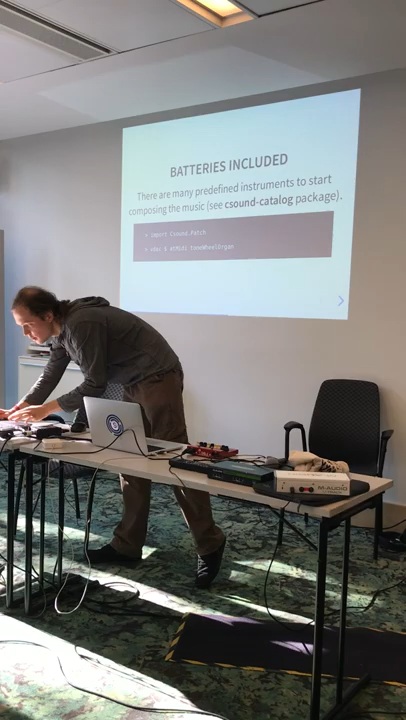 BATTERIES INCLUDED
There are many predefined instruments to start
composing the music (see csound-catalog package).
> import Csound.Patch
> vdac $ atMidi toneWheelOrgan
M-AUDIO